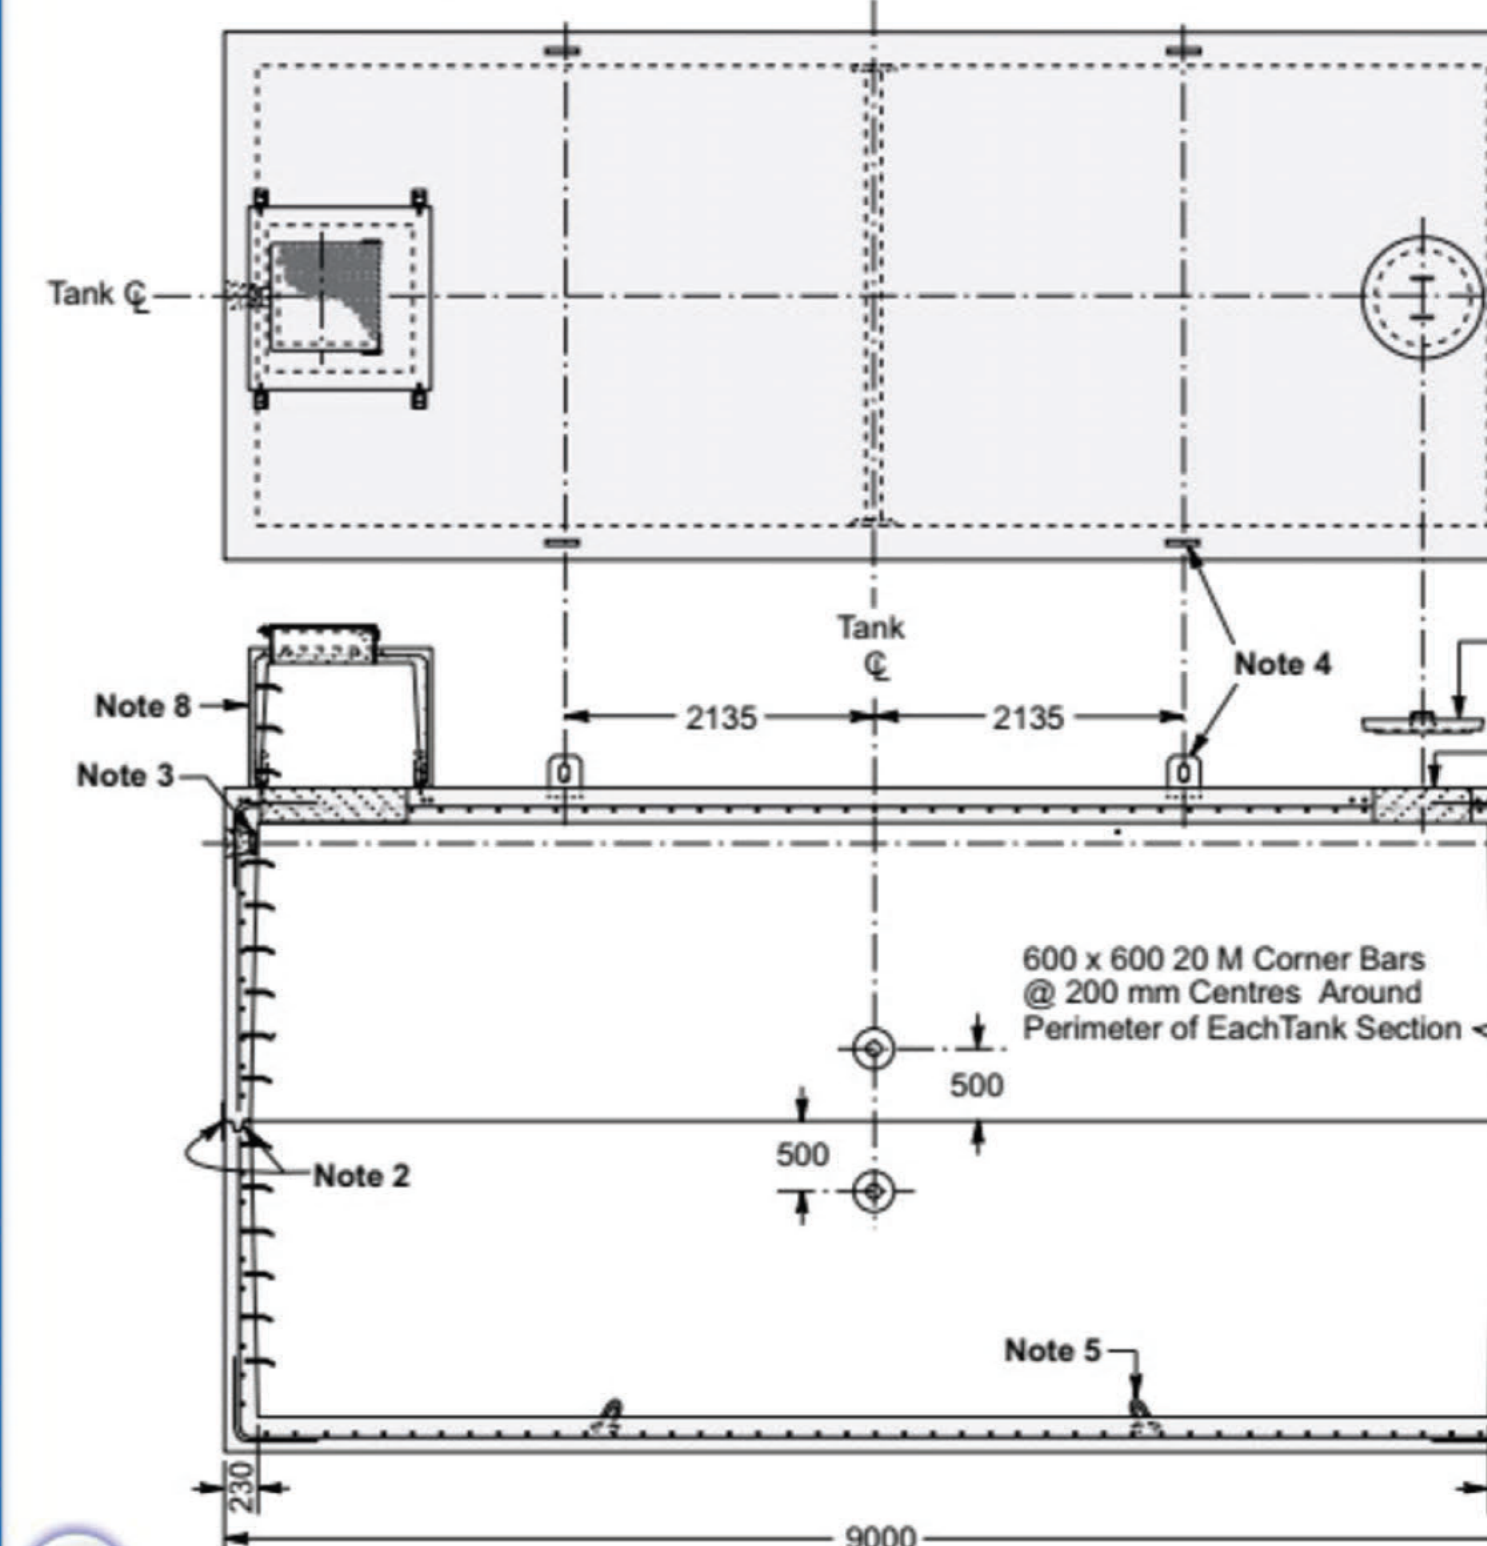 Tank ℄
Tank
℄
Note 4
2135
2135
Note 8
Note 3
600 x 600 20 M Corner Bars
@ 200 mm Centres Around
Perimeter of EachTank Section
500
500
Note 2
Note 5
230
9000